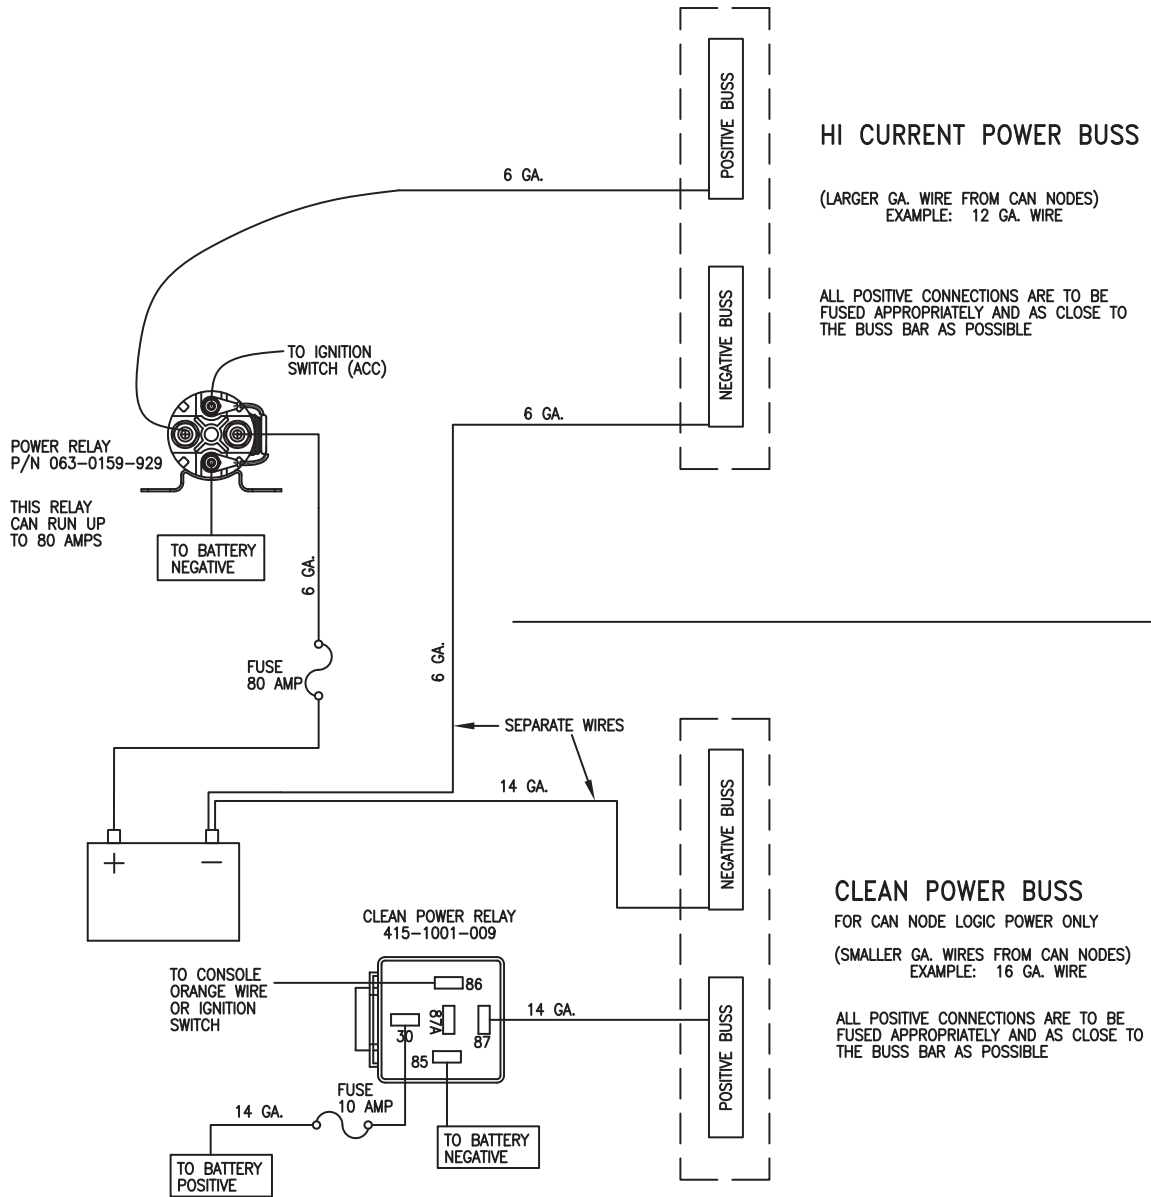 POSITIVE BUSS
HI CURRENT POWER BUSS
6 GA.
(LARGER GA. WIRE FROM CAN NODES)
EXAMPLE: 12 GA. WIRE
NEGATIVE BUSS
ALL POSITIVE CONNECTIONS ARE TO BE
FUSED APPROPRIATELY AND AS CLOSE TO
THE BUSS BAR AS POSSIBLE
TO IGNITION
SWITCH (ACC)
6 GA.
POWER RELAY
P/N 063-0159-929
THIS RELAY
CAN RUN UP
TO 80 AMPS
TO BATTERY
NEGATIVE
6 GA.
FUSE
80 AMP
6 GA.
SEPARATE WIRES
14 GA.
NEGATIVE BUSS
+
−
CLEAN POWER BUSS
FOR CAN NODE LOGIC POWER ONLY
(SMALLER GA. WIRES FROM CAN NODES)
EXAMPLE: 16 GA. WIRE
ALL POSITIVE CONNECTIONS ARE TO BE
FUSED APPROPRIATELY AND AS CLOSE TO
THE BUSS BAR AS POSSIBLE
CLEAN POWER RELAY
415-1001-009
TO CONSOLE
ORANGE WIRE
OR IGNITION
SWITCH
86
30
87A
87
85
14 GA.
POSITIVE BUSS
FUSE
10 AMP
14 GA.
TO BATTERY
NEGATIVE
TO BATTERY
POSITIVE